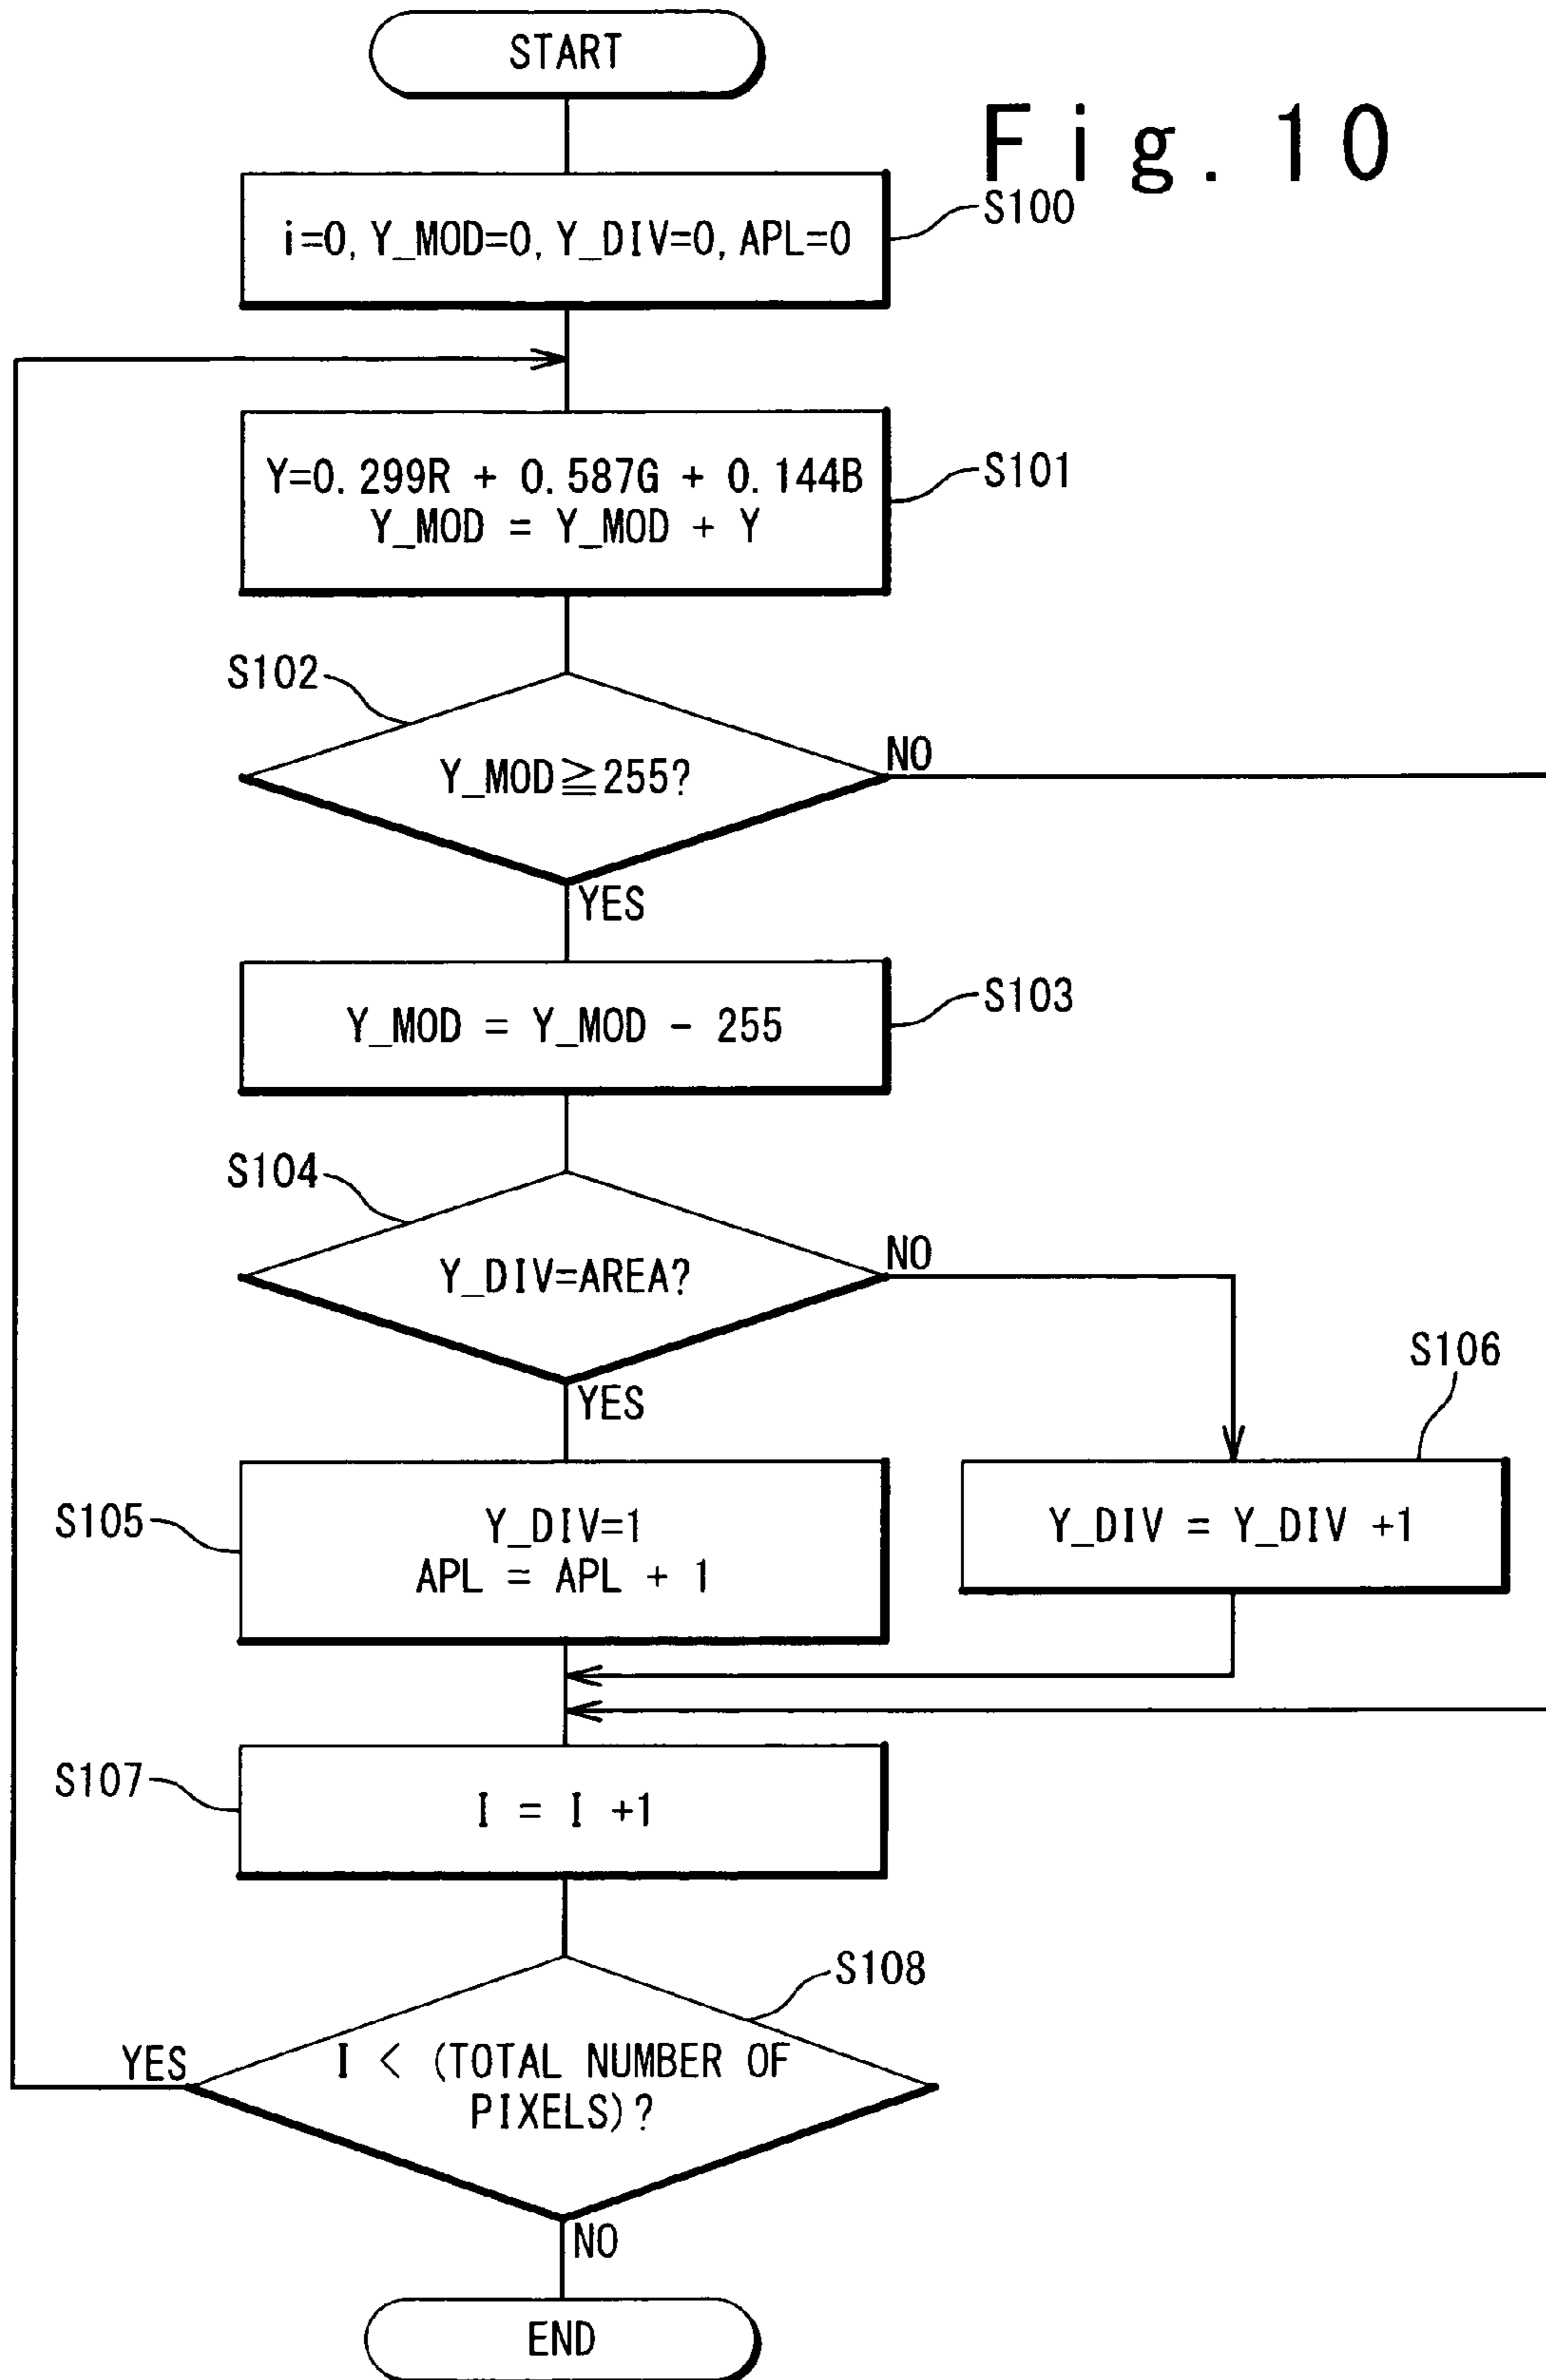 START
Fig. 10
S100
i=0, Y_MOD=0, Y_DIV=0, APL=0
Y=0.299R + 0.587G + 0.144B
Y_MOD = Y_MOD + Y
S101
S102
Y_MOD≧255?
NO
YES
Y_MOD = Y_MOD - 255
S103
S104
Y_DIV=AREA?
NO
YES
S106
S105
Y_DIV=1
APL = APL + 1
Y_DIV = Y_DIV +1
S107
I = I +1
S108
YES
I < (TOTAL NUMBER OF
PIXELS)?
NO
END